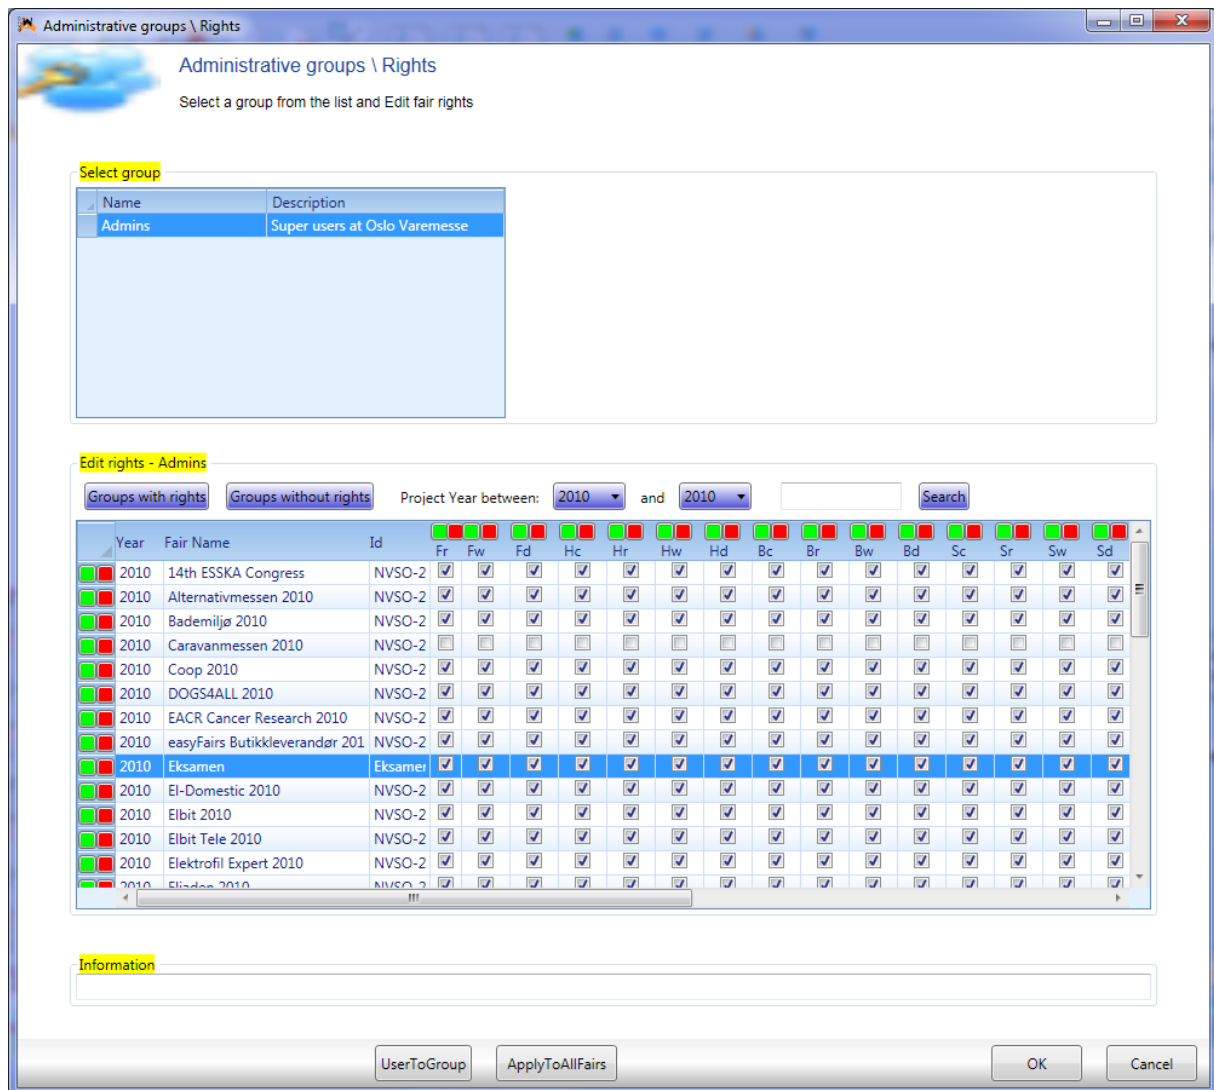 Administrative groups \ Rights
Administrative groups \ Rights
Select a group from the list and Edit fair rights
Select group
Name Description
Admins Super users at Oslo Varemesse
Edit rights - Admins
Groups with rights Groups without rights Project Year between: 2010 and 2010 Search
Year Fair Name Id Fr Fw Fd Hc Hr Hw Hd Bc Br Bw Bd Sc Sr Sw Sd
2010 14th ESSKA Congress NVSO-2
2010 Alternativmessen 2010 NVSO-2
2010 Bademiljø 2010 NVSO-2
2010 Caravanmessen 2010 NVSO-2
2010 Coop 2010 NVSO-2
2010 DOGS4ALL 2010 NVSO-2
2010 EACR Cancer Research 2010 NVSO-2
2010 easyFairs Butikkleverandør 201 NVSO-2
2010 Eksamen Eksamer
2010 El-Domestic 2010 NVSO-2
2010 Elbit 2010 NVSO-2
2010 Elbit Tele 2010 NVSO-2
2010 Elektrofil Expert 2010 NVSO-2
2010 Eliaden 2010 NVSO-2
Information
UserToGroup ApplyToAllFairs OK Cancel